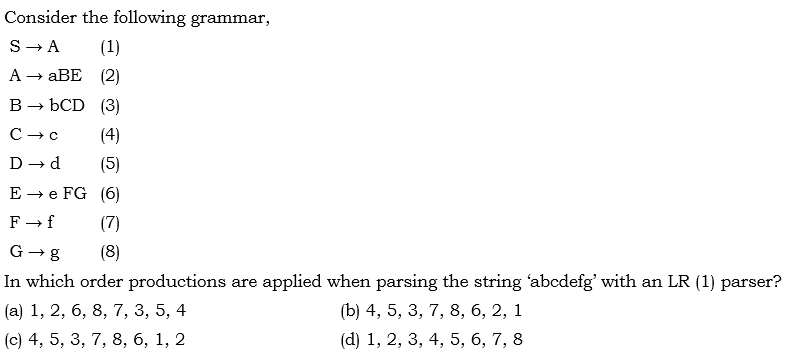 Consider the following grammar,
S → A (1)
A → aBE (2)
B → bCD (3)
C → c (4)
D → d (5)
E → e FG (6)
F → f (7)
G → g (8)
In which order productions are applied when parsing the string ‘abcdefg’ with an LR (1) parser?
(a) 1, 2, 6, 8, 7, 3, 5, 4 (b) 4, 5, 3, 7, 8, 6, 2, 1
(c) 4, 5, 3, 7, 8, 6, 1, 2 (d) 1, 2, 3, 4, 5, 6, 7, 8